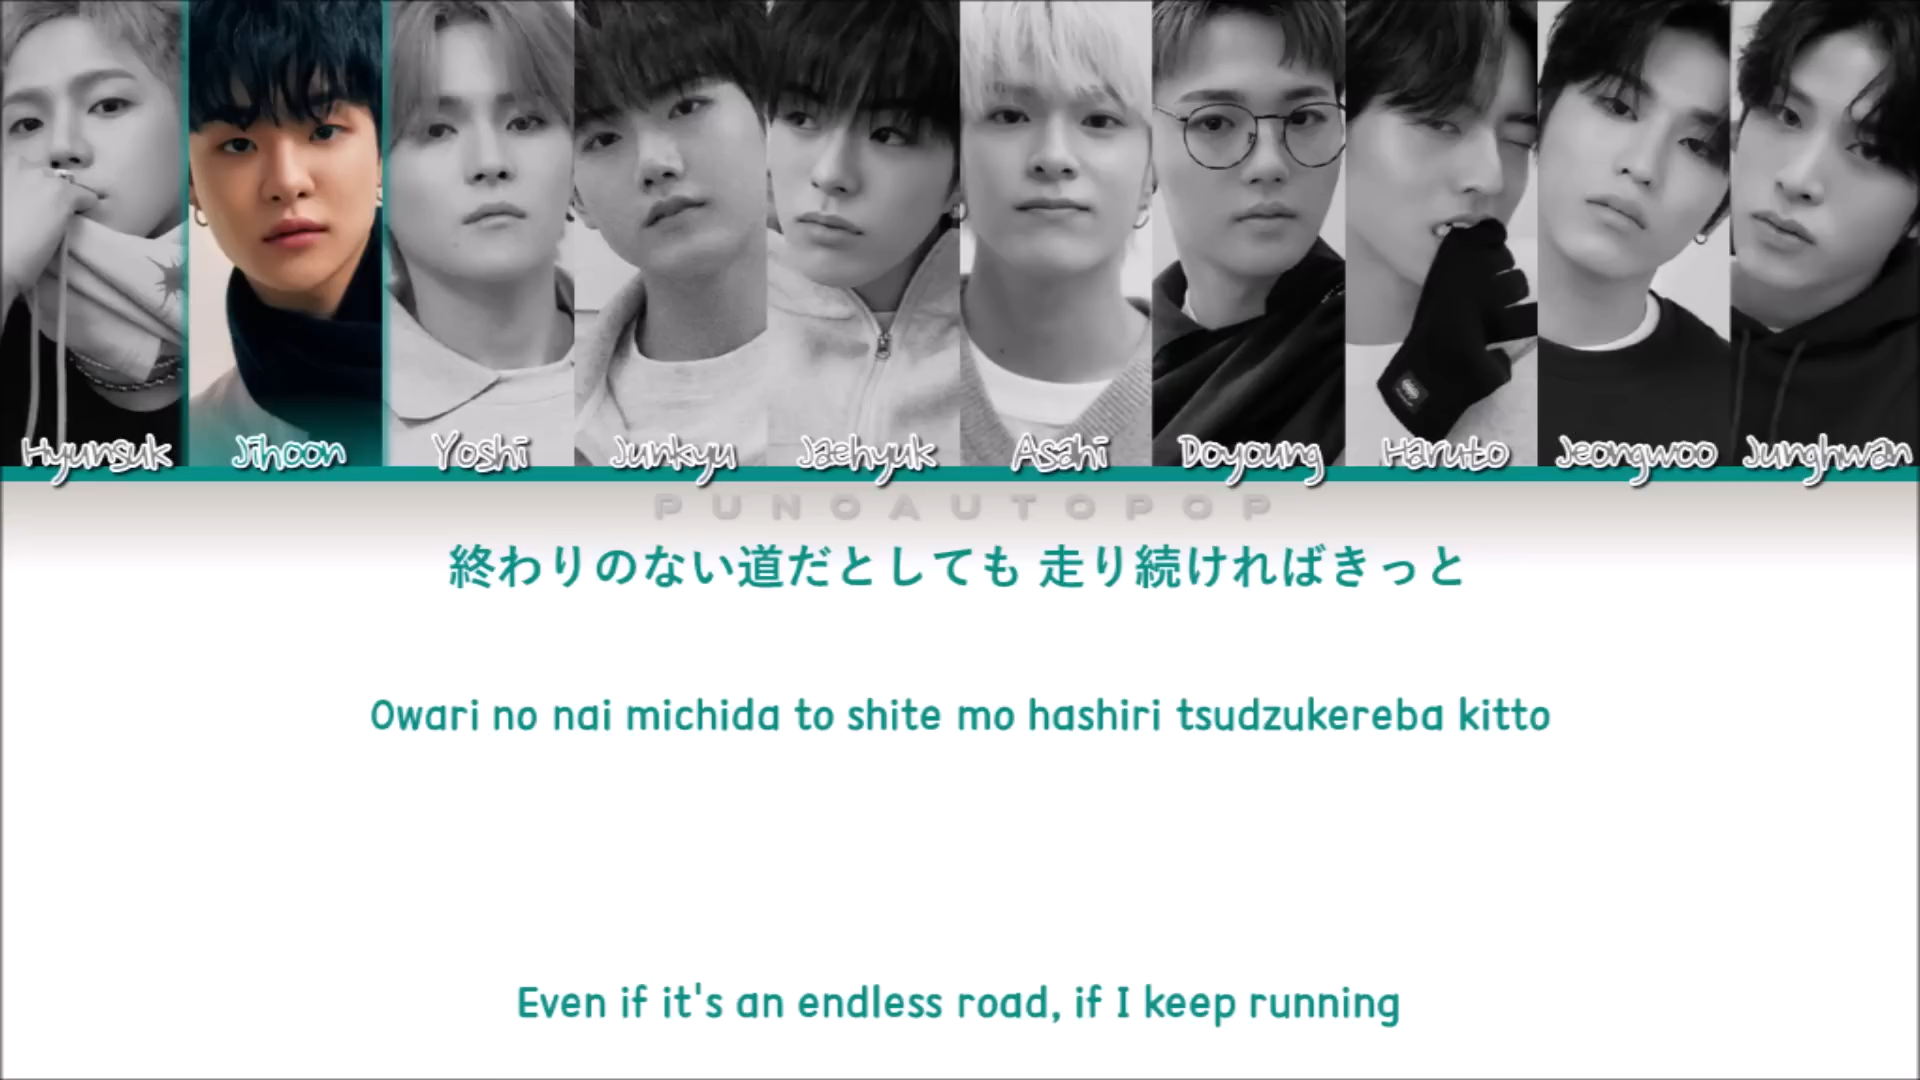 Hyunsuk Jihoon Yoshi Junkyu Jaehyuk Asahi Doyoung Haruto Jeongwoo Junghwan
PUNOAUTOPOP
終わりのない道だとしても 走り続ければきっと
Owari no nai michida to shite mo hashiri tsudzukereba kitto
Even if it's an endless road, if I keep running